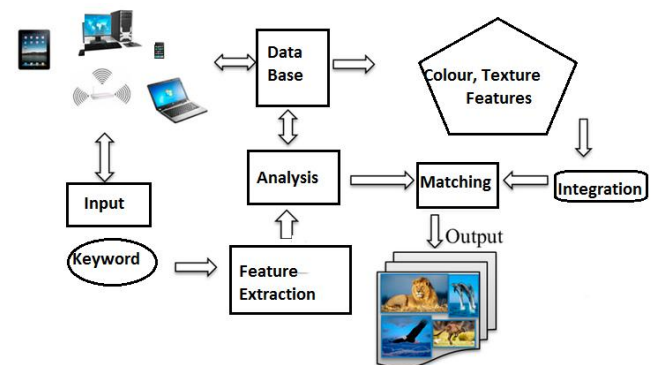 Data
Base
Colour, Texture
Features
Analysis
Matching
Integration
Input
Keyword
Feature
Extraction
Output